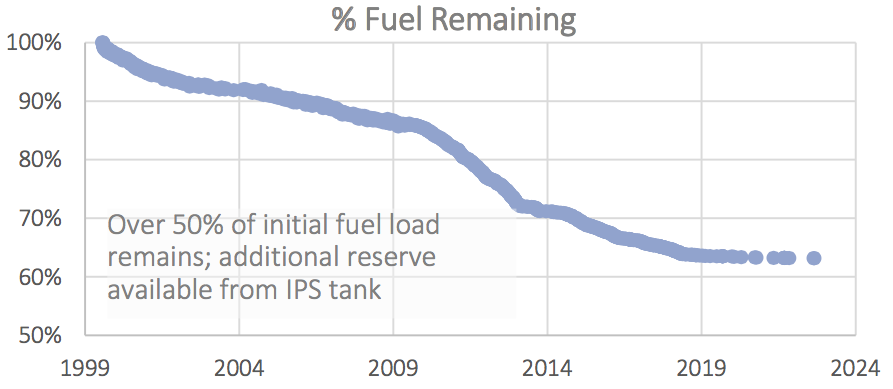 % Fuel Remaining
100%
90%
80%
70%
60%
50%
Over 50% of initial fuel load
remains; additional reserve
available from IPS tank
1999 2004 2009 2014 2019 2024